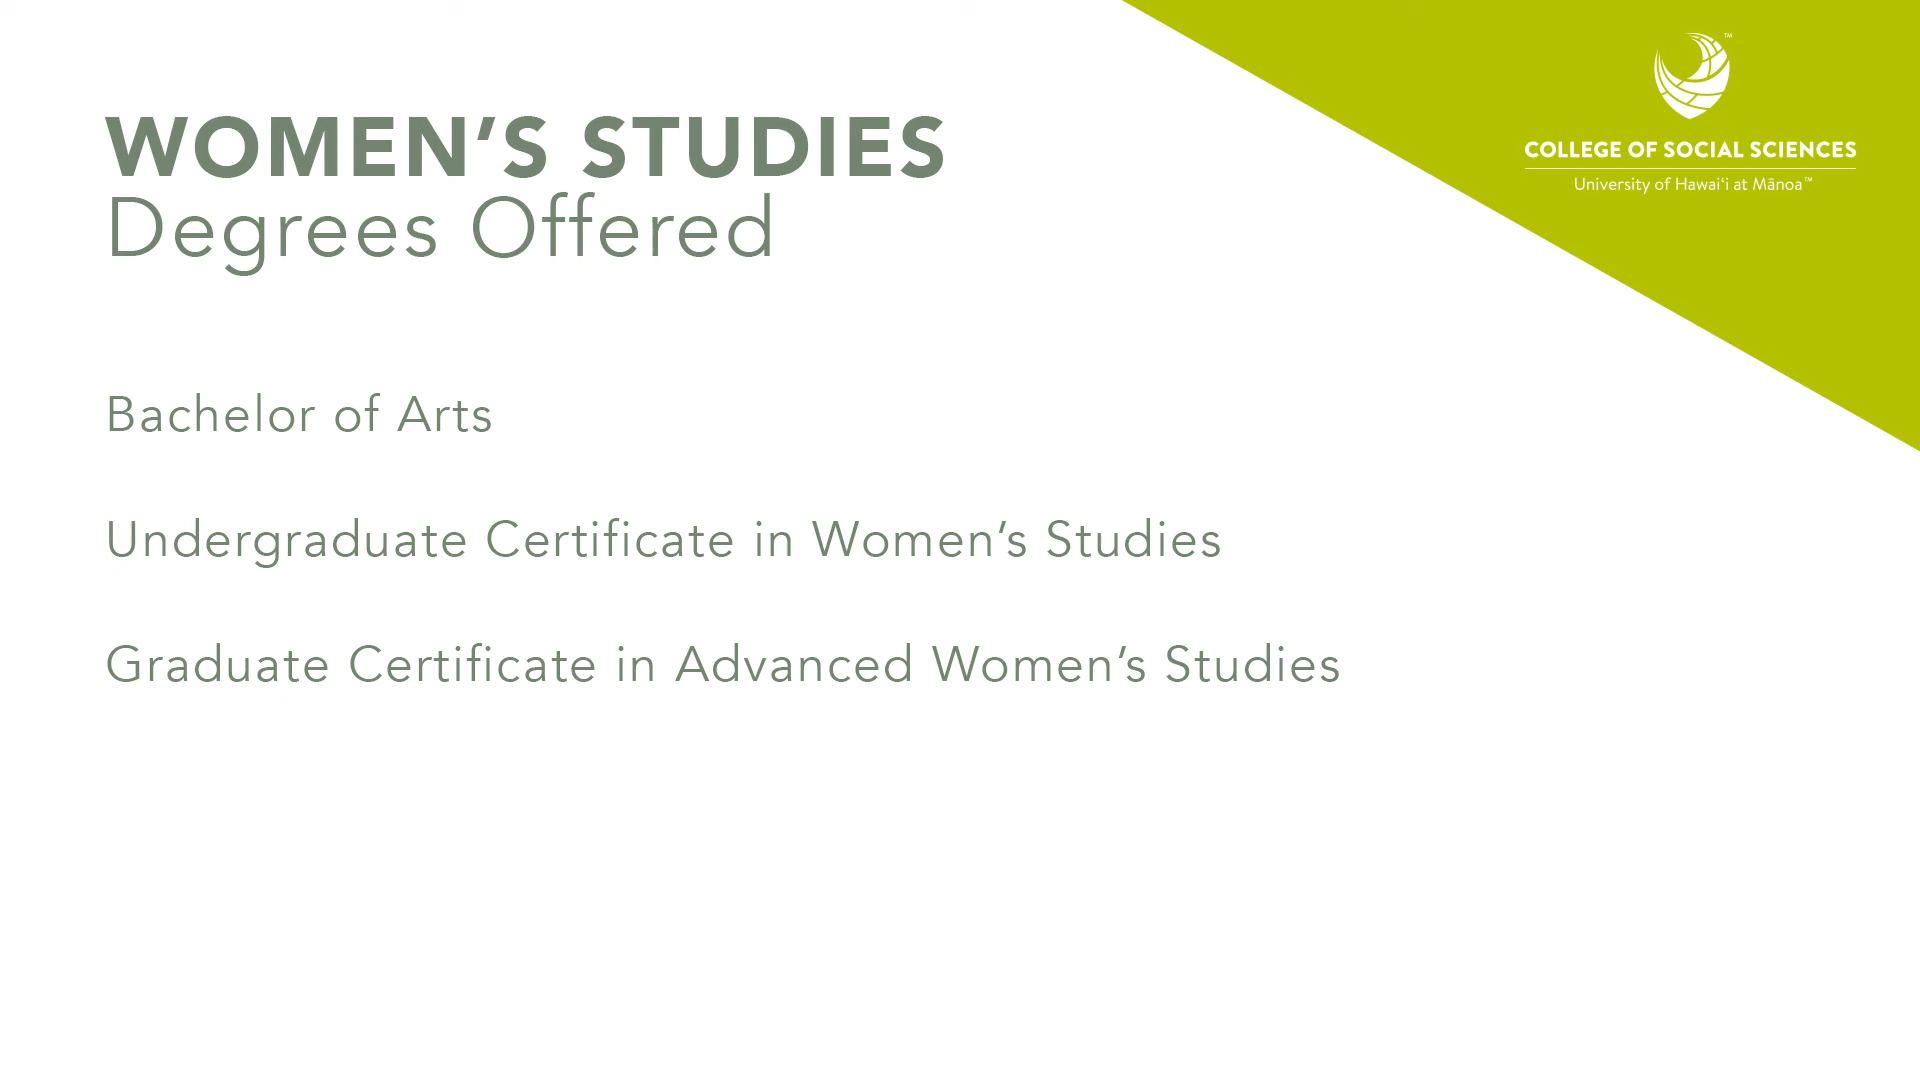 WOMEN’S STUDIES
Degrees Offered
Bachelor of Arts
Undergraduate Certificate in Women’s Studies
Graduate Certificate in Advanced Women’s Studies
TM
COLLEGE OF SOCIAL SCIENCES
University of Hawaiʻi at Mānoa™